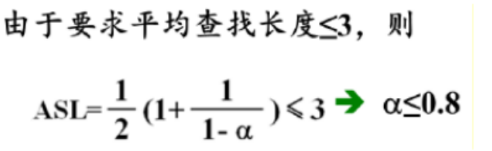 由于要求平均查找长度≤3，则
ASL=1/2(1+1/(1-α))≤3 ➔ α≤0.8